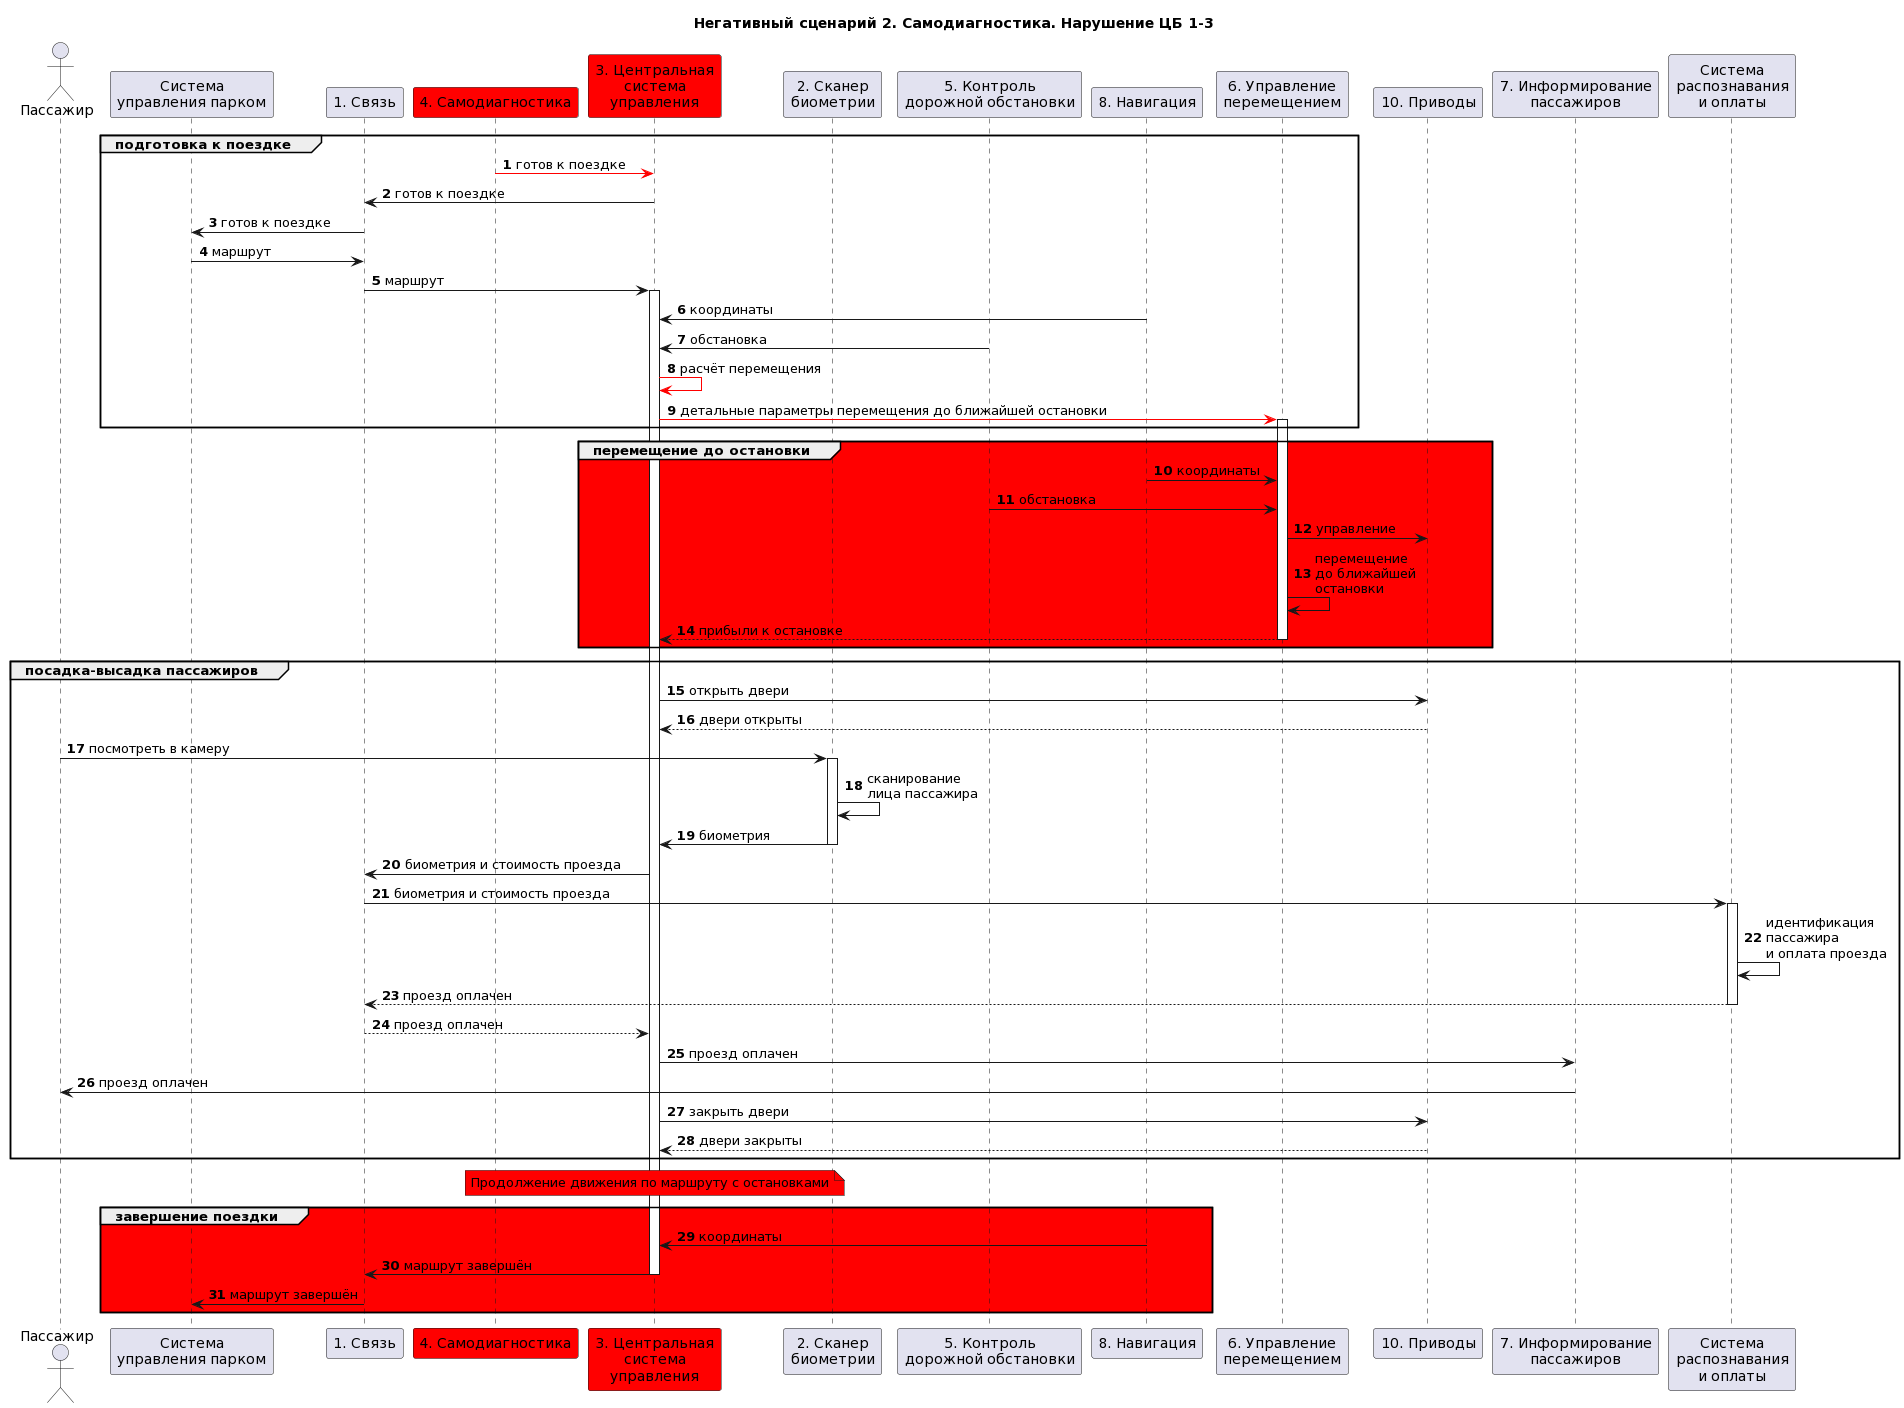 Негативный сценарий 2. Самодиагностика. Нарушение ЦБ 1-3
Пассажир
Система
управления парком
1. Связь
4. Самодиагностика
3. Центральная
система
управления
2. Сканер
биометрии
5. Контроль
дорожной обстановки
8. Навигация
6. Управление
перемещением
10. Приводы
7. Информирование
пассажиров
Система
распознавания
и оплаты
подготовка к поездке
1 готов к поездке
2 готов к поездке
3 готов к поездке
4 маршрут
5 маршрут
6 координаты
7 обстановка
8 расчёт перемещения
9 детальные параметры перемещения до ближайшей остановки
перемещение до остановки
10 координаты
11 обстановка
12 управление
перемещение
13 до ближайшей
остановки
14 прибыли к остановке
посадка-высадка пассажиров
15 открыть двери
16 двери открыты
17 посмотреть в камеру
18 сканирование
лица пассажира
19 биометрия
20 биометрия и стоимость проезда
21 биометрия и стоимость проезда
идентификация
22 пассажира
и оплата проезда
23 проезд оплачен
24 проезд оплачен
25 проезд оплачен
26 проезд оплачен
27 закрыть двери
28 двери закрыты
Продолжение движения по маршруту с остановками
завершение поездки
29 координаты
30 маршрут завершён
31 маршрут завершён
Пассажир
Система
управления парком
1. Связь
4. Самодиагностика
3. Центральная
система
управления
2. Сканер
биометрии
5. Контроль
дорожной обстановки
8. Навигация
6. Управление
перемещением
10. Приводы
7. Информирование
пассажиров
Система
распознавания
и оплаты